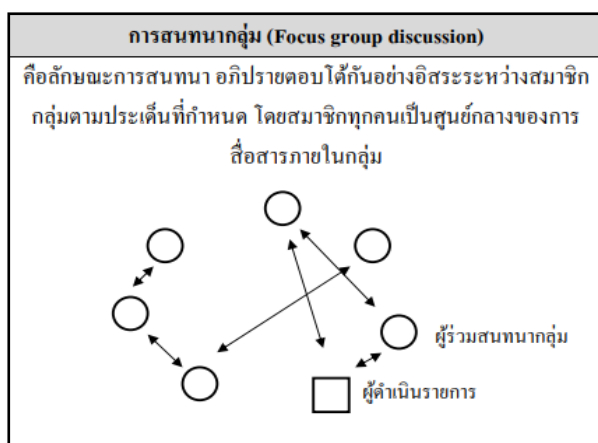 การสนทนากลุ่ม (Focus group discussion)
คือลักษณะการสนทนา อภิปรายตอบโต้กันอย่างอิสระระหว่างสมาชิก
กลุ่มตามประเด็นที่กำหนด โดยสมาชิกทุกคนเป็นศูนย์กลางของการ
สื่อสารภายในกลุ่ม
ผู้ร่วมสนทนากลุ่ม
ผู้ดำเนินรายการ